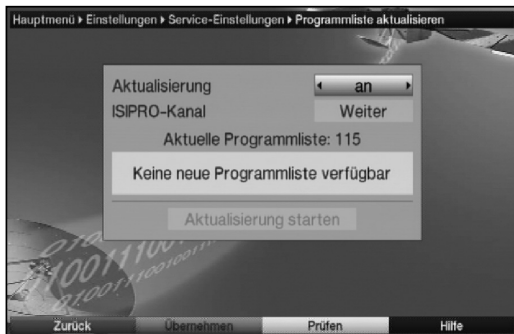 Hauptmenü ▸ Einstellungen ▸ Service-Einstellungen ▸ Programmliste aktualisieren
Aktualisierung ◂ an ▸
ISIPRO-Kanal Weiter
Aktuelle Programmliste: 115
Keine neue Programmliste verfügbar
Aktualisierung starten
Zurück Übernehmen Prüfen Hilfe